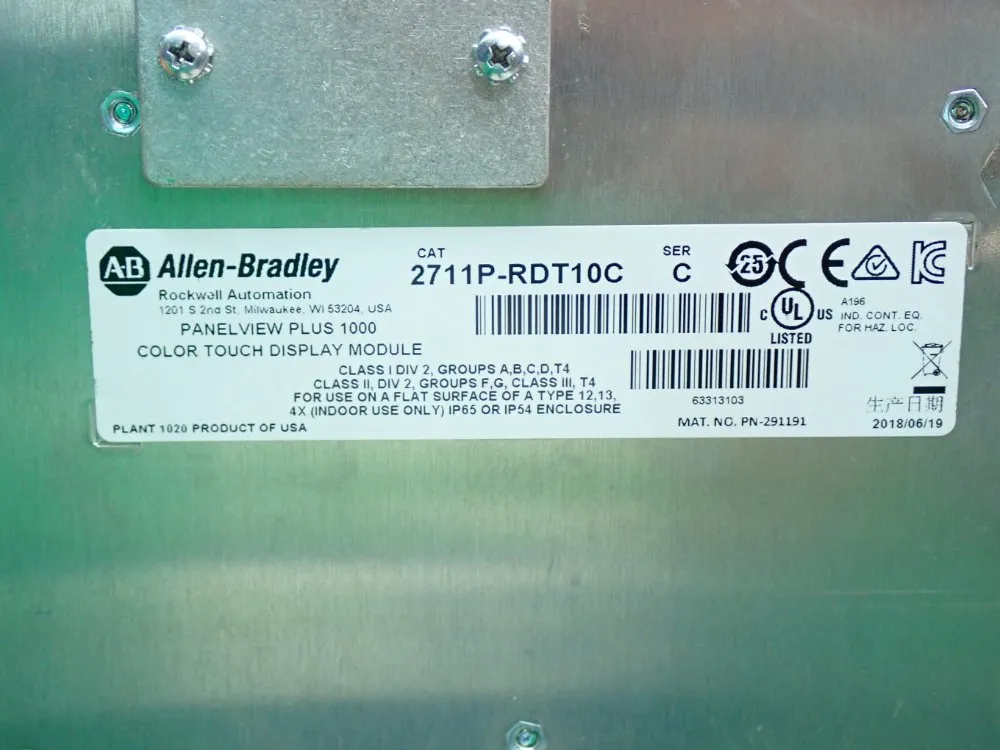 AB Allen-Bradley
Rockwell Automation
1201 S 2nd St, Milwaukee, WI 53204, USA
PANELVIEW PLUS 1000
COLOR TOUCH DISPLAY MODULE
CAT
2711P-RDT10C
SER
C
25
CE
C UL US
LISTED
A196
IND. CONT. EQ.
FOR HAZ. LOC.
CLASS I DIV 2, GROUPS A,B,C,D,T4
CLASS II, DIV 2, GROUPS F,G, CLASS III, T4
FOR USE ON A FLAT SURFACE OF A TYPE 12,13,
4X (INDOOR USE ONLY) IP65 OR IP54 ENCLOSURE
63313103
MAT. NO. PN-291191
生产日期
2018/06/19
PLANT 1020 PRODUCT OF USA